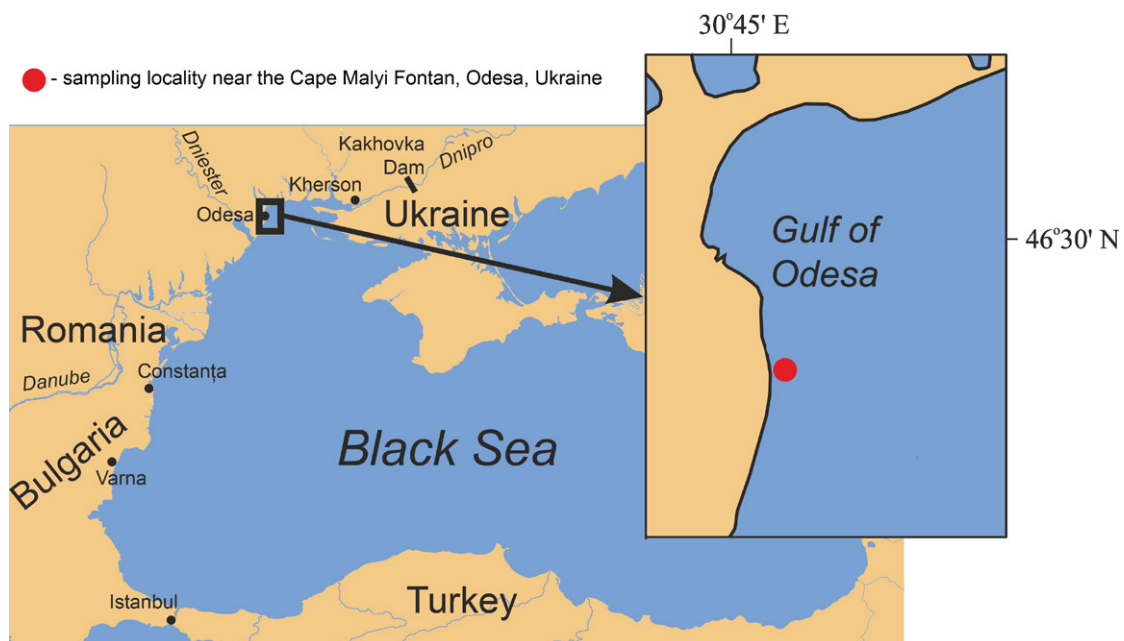 30°45' E
- sampling locality near the Cape Malyi Fontan, Odesa, Ukraine
Dniester
Kakhovka
Dam
Dnipro
Kherson
Odesa
Ukraine
Gulf of
Odesa
46°30' N
Romania
Danube
Constanța
Black Sea
Bulgaria
Varna
Istanbul
Turkey